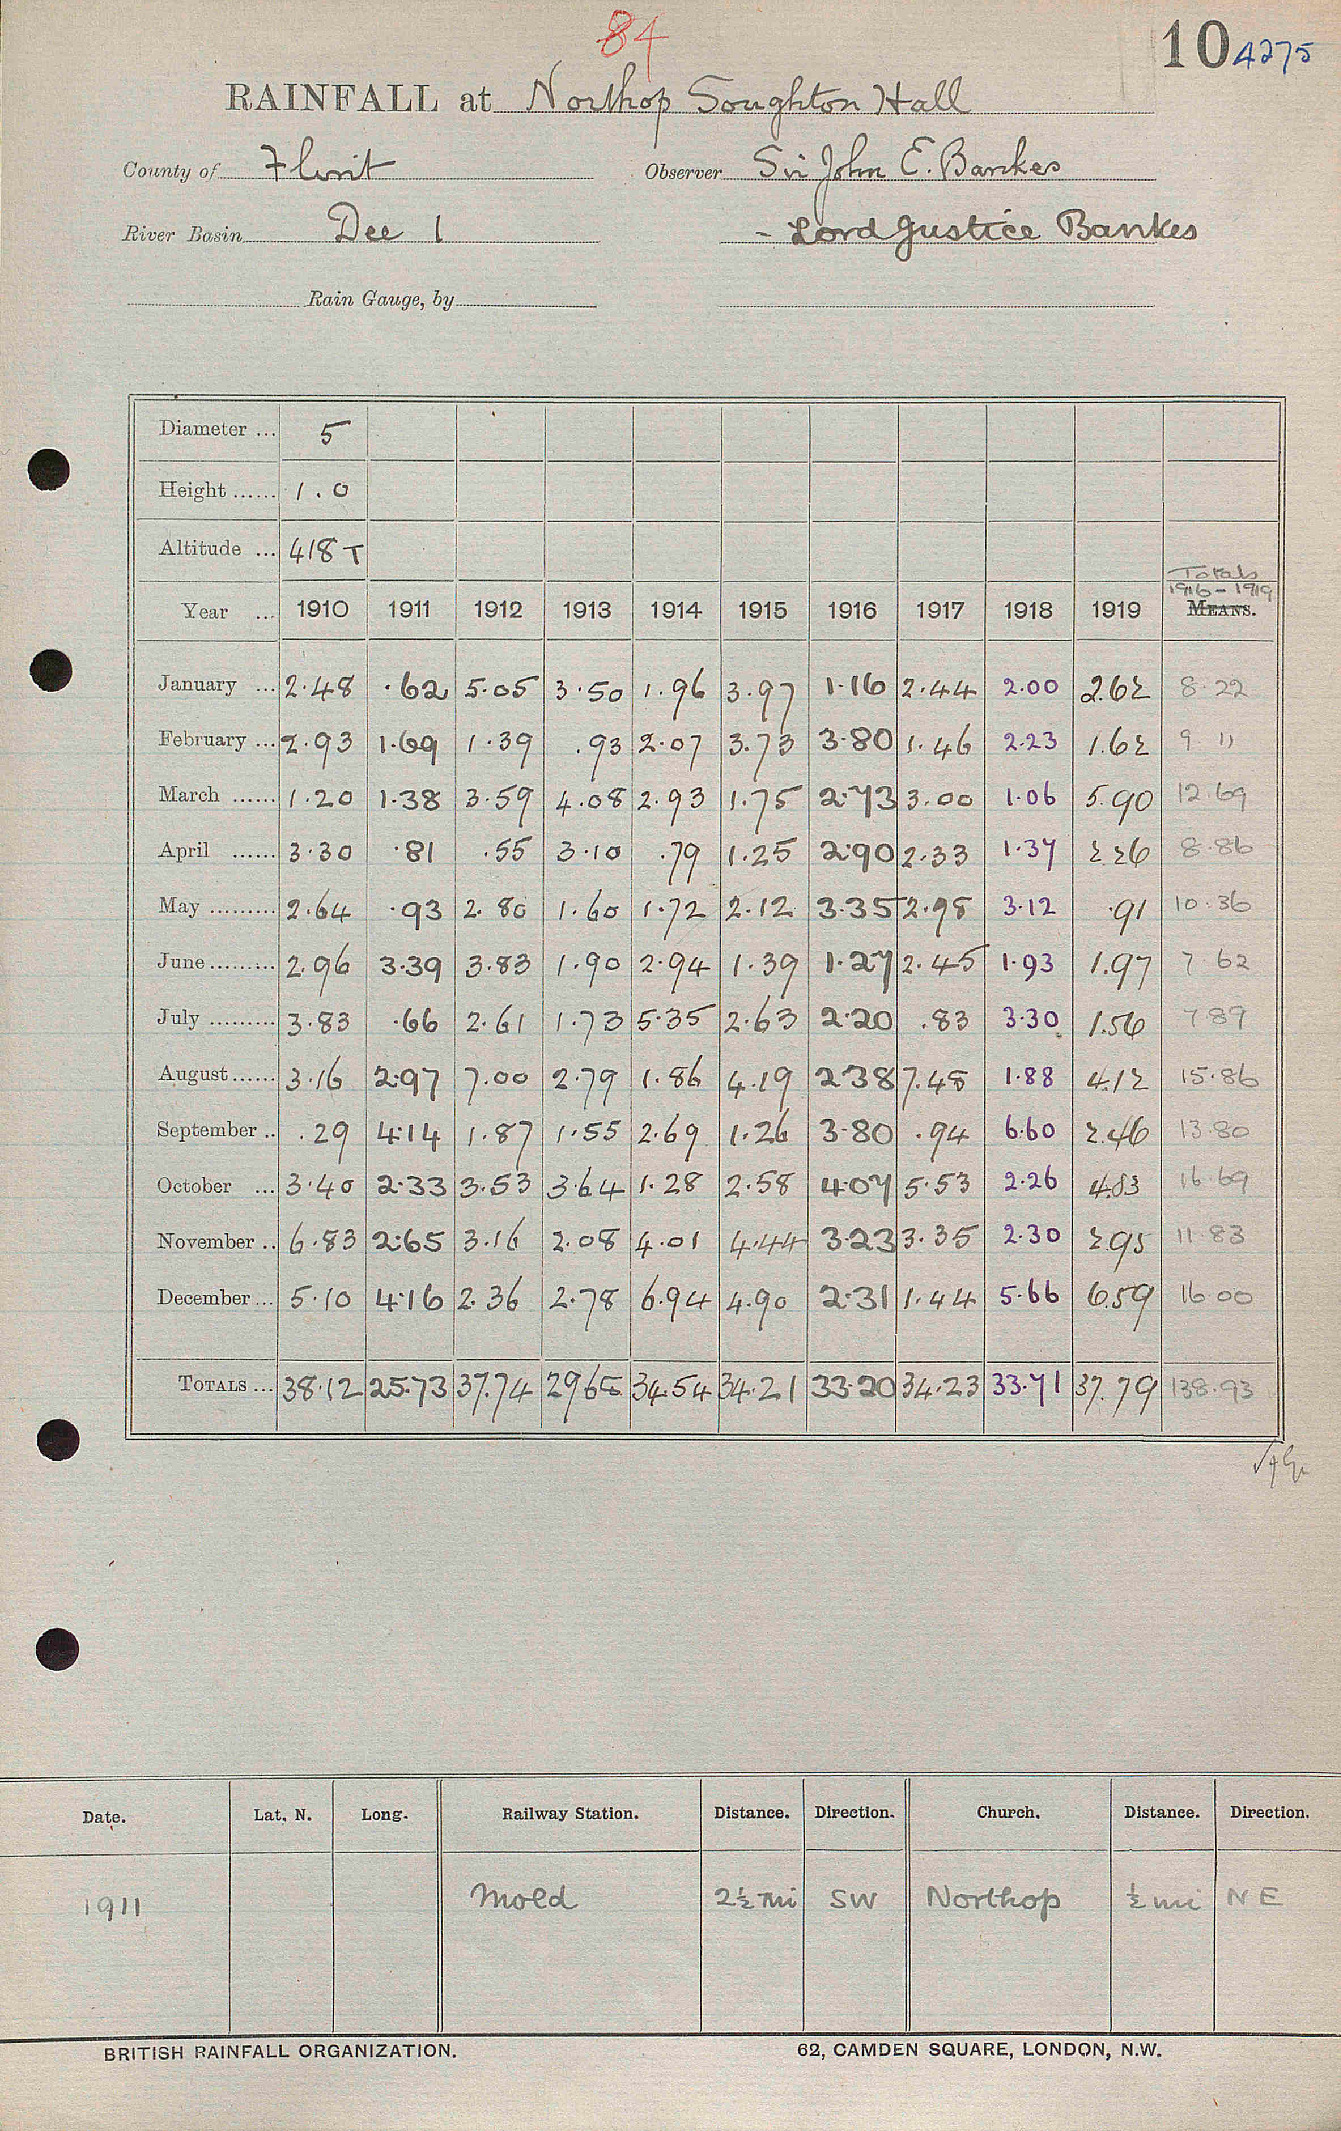 84
10 4275
RAINFALL at Northop Soughton Hall
County of Flint Observer Sir John E. Bankes
River Basin Dee 1 - Lord Justice Bankes
Rain Gauge, by
Diameter ... 5
Height ...... 1.0
Altitude ... 418 T
Totals
1916-1919
Year ... 1910 1911 1912 1913 1914 1915 1916 1917 1918 1919 MEANS.
January ... 2.48 .62 5.05 3.50 1.96 3.97 1.16 2.44 2.00 2.62 8.22
February ... 2.93 1.69 1.39 .93 2.07 3.73 3.80 1.46 2.23 1.62 9.11
March ...... 1.20 1.38 3.59 4.08 2.93 1.75 2.73 3.00 1.06 5.90 12.69
April ...... 3.30 .81 .55 3.10 .79 1.25 2.90 2.33 1.37 2.26 8.86
May ......... 2.64 .93 2.80 1.60 1.72 2.12 3.35 2.98 3.12 .91 10.36
June ......... 2.96 3.39 3.83 1.90 2.94 1.39 1.27 2.45 1.93 1.97 7.62
July ......... 3.83 .66 2.61 1.73 5.35 2.63 2.20 .83 3.30 1.56 7.89
August ...... 3.16 2.97 7.00 2.79 1.86 4.19 2.38 7.48 1.88 4.12 15.86
September .. .29 4.14 1.87 1.55 2.69 1.26 3.80 .94 6.60 2.46 13.80
October ... 3.40 2.33 3.53 3.64 1.28 2.58 4.07 5.53 2.26 4.83 16.69
November .. 6.83 2.65 3.16 2.08 4.01 4.44 3.23 3.35 2.30 2.95 11.83
December ... 5.10 4.16 2.36 2.78 6.94 4.90 2.31 1.44 5.66 6.59 16.00
TOTALS ... 38.12 25.73 37.74 29.68 34.54 34.21 33.20 34.23 33.71 37.79 138.93
Date. Lat. N. Long. Railway Station. Distance. Direction. Church. Distance. Direction.
1911 Mold 2½ mi SW Northop ½ mi NE
BRITISH RAINFALL ORGANIZATION. 62, CAMDEN SQUARE, LONDON, N.W.